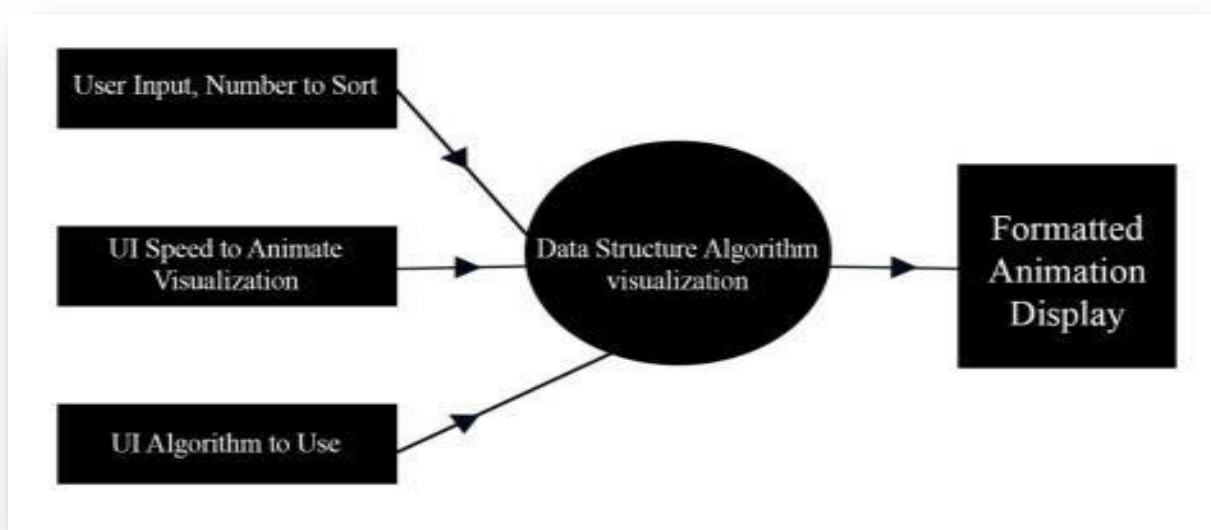 User Input, Number to Sort
UI Speed to Animate
Visualization
UI Algorithm to Use
Data Structure Algorithm
visualization
Formatted
Animation
Display